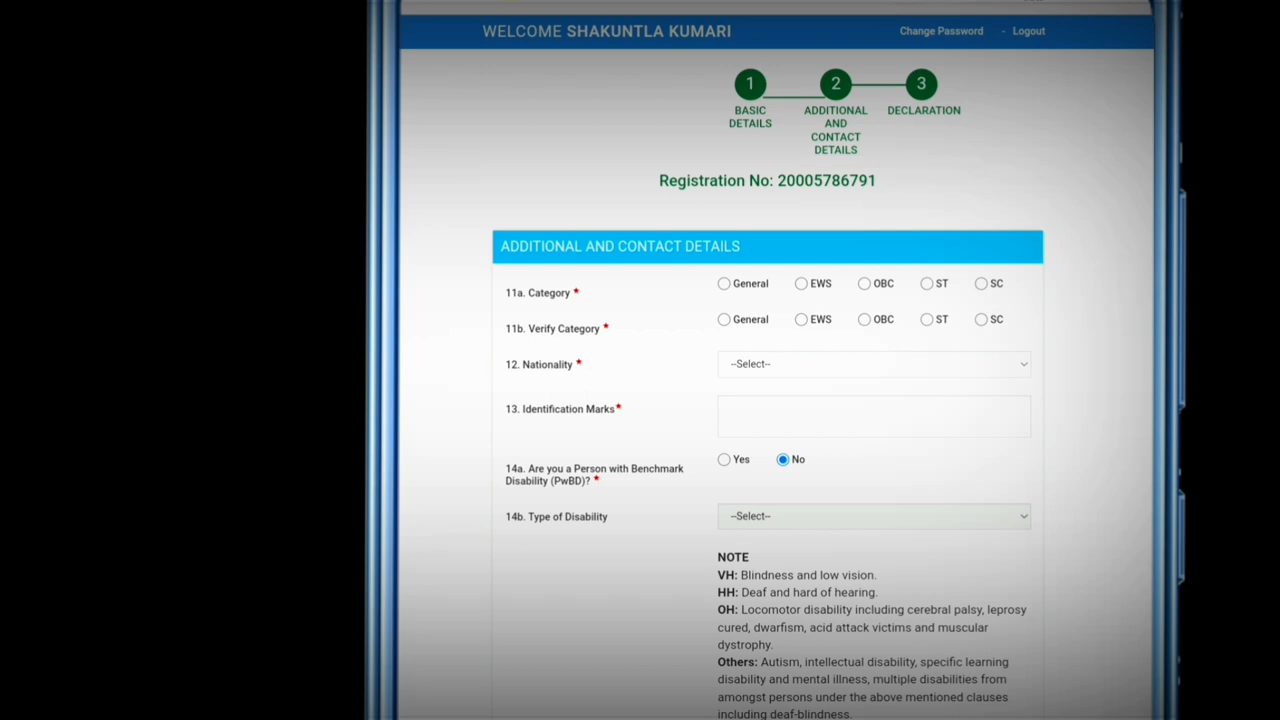 WELCOME SHAKUNTLA KUMARI
Change Password - Logout
1 2 3
BASIC DETAILS
ADDITIONAL AND CONTACT DETAILS
DECLARATION
Registration No: 20005786791
ADDITIONAL AND CONTACT DETAILS
11a. Category * General EWS OBC ST SC
11b. Verify Category * General EWS OBC ST SC
12. Nationality * --Select--
13. Identification Marks*
14a. Are you a Person with Benchmark
Disability (PwBD)? * Yes No
14b. Type of Disability --Select--
NOTE
VH: Blindness and low vision.
HH: Deaf and hard of hearing.
OH: Locomotor disability including cerebral palsy, leprosy
cured, dwarfism, acid attack victims and muscular
dystrophy.
Others: Autism, intellectual disability, specific learning
disability and mental illness, multiple disabilities from
amongst persons under the above mentioned clauses
including deaf-blindness